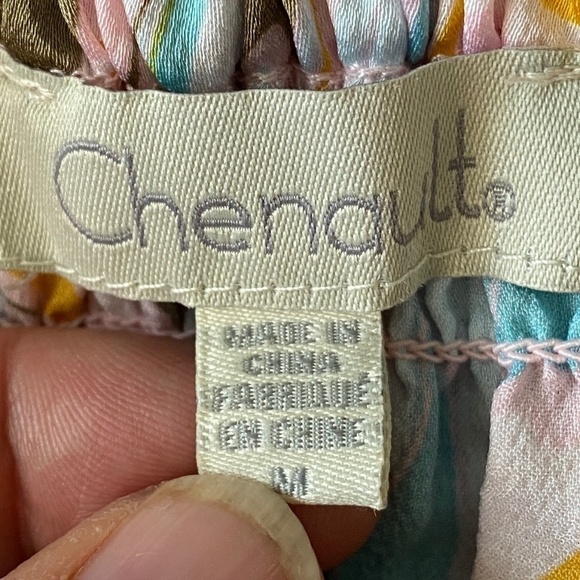 Chenault®
MADE IN
CHINA
FABRIQUÉ
EN CHINE
M